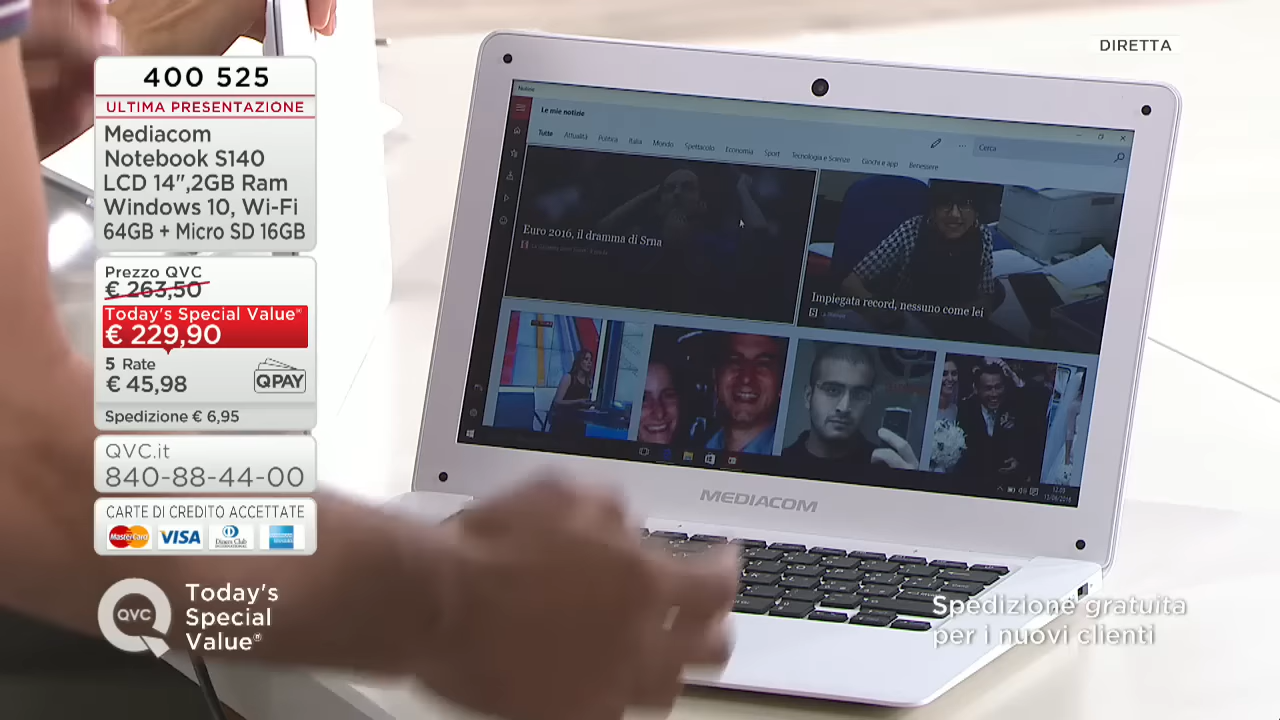 DIRETTA
400 525
ULTIMA PRESENTAZIONE
Mediacom
Notebook S140
LCD 14",2GB Ram
Windows 10, Wi-Fi
64GB + Micro SD 16GB
Prezzo QVC
€ 263,50
Today's Special Value®
€ 229,90
5 Rate
€ 45,98
QPAY
Spedizione € 6,95
QVC.it
840-88-44-00
CARTE DI CREDITO ACCETTATE
MasterCard VISA Diners Club
QVC
Today's
Special
Value®
Notizie
Le mie notizie
Tutte Attualità Politica Italia Mondo Spettacolo Economia Sport Tecnologia e Scienze Giochi e app Benessere
Cerca
Euro 2016, il dramma di Srna
Impiegata record, nessuno come lei
MEDIACOM
Spedizione gratuita
per i nuovi clienti